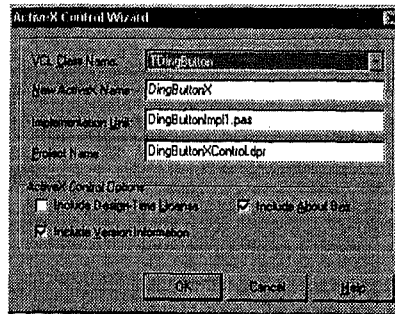 ActiveX Control Wizard
VCL Class Name: TDingButton
New ActiveX Name: DingButtonX
Implementation Unit: DingButtonImpl1.pas
Project Name: DingButtonXControl.dpr
ActiveX Control Options
Include Design-Time License
Include About Box
Include Version Information
OK Cancel Help